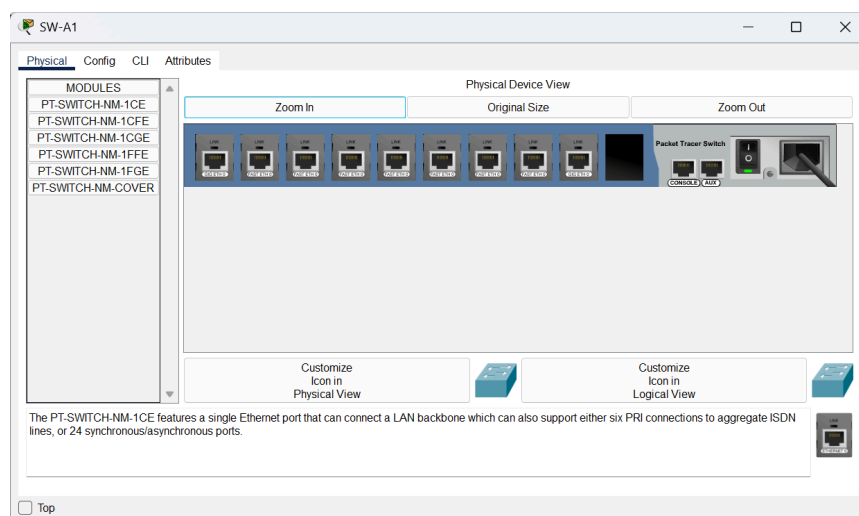 SW-A1
Physical Config CLI Attributes
MODULES
PT-SWITCH-NM-1CE
PT-SWITCH-NM-1CFE
PT-SWITCH-NM-1CGE
PT-SWITCH-NM-1FFE
PT-SWITCH-NM-1FGE
PT-SWITCH-NM-COVER
Physical Device View
Zoom In Original Size Zoom Out
Packet Tracer Switch
CONSOLE AUX
Customize
Icon in
Physical View
Customize
Icon in
Logical View
The PT-SWITCH-NM-1CE features a single Ethernet port that can connect a LAN backbone which can also support either six PRI connections to aggregate ISDN
lines, or 24 synchronous/asynchronous ports.
Top